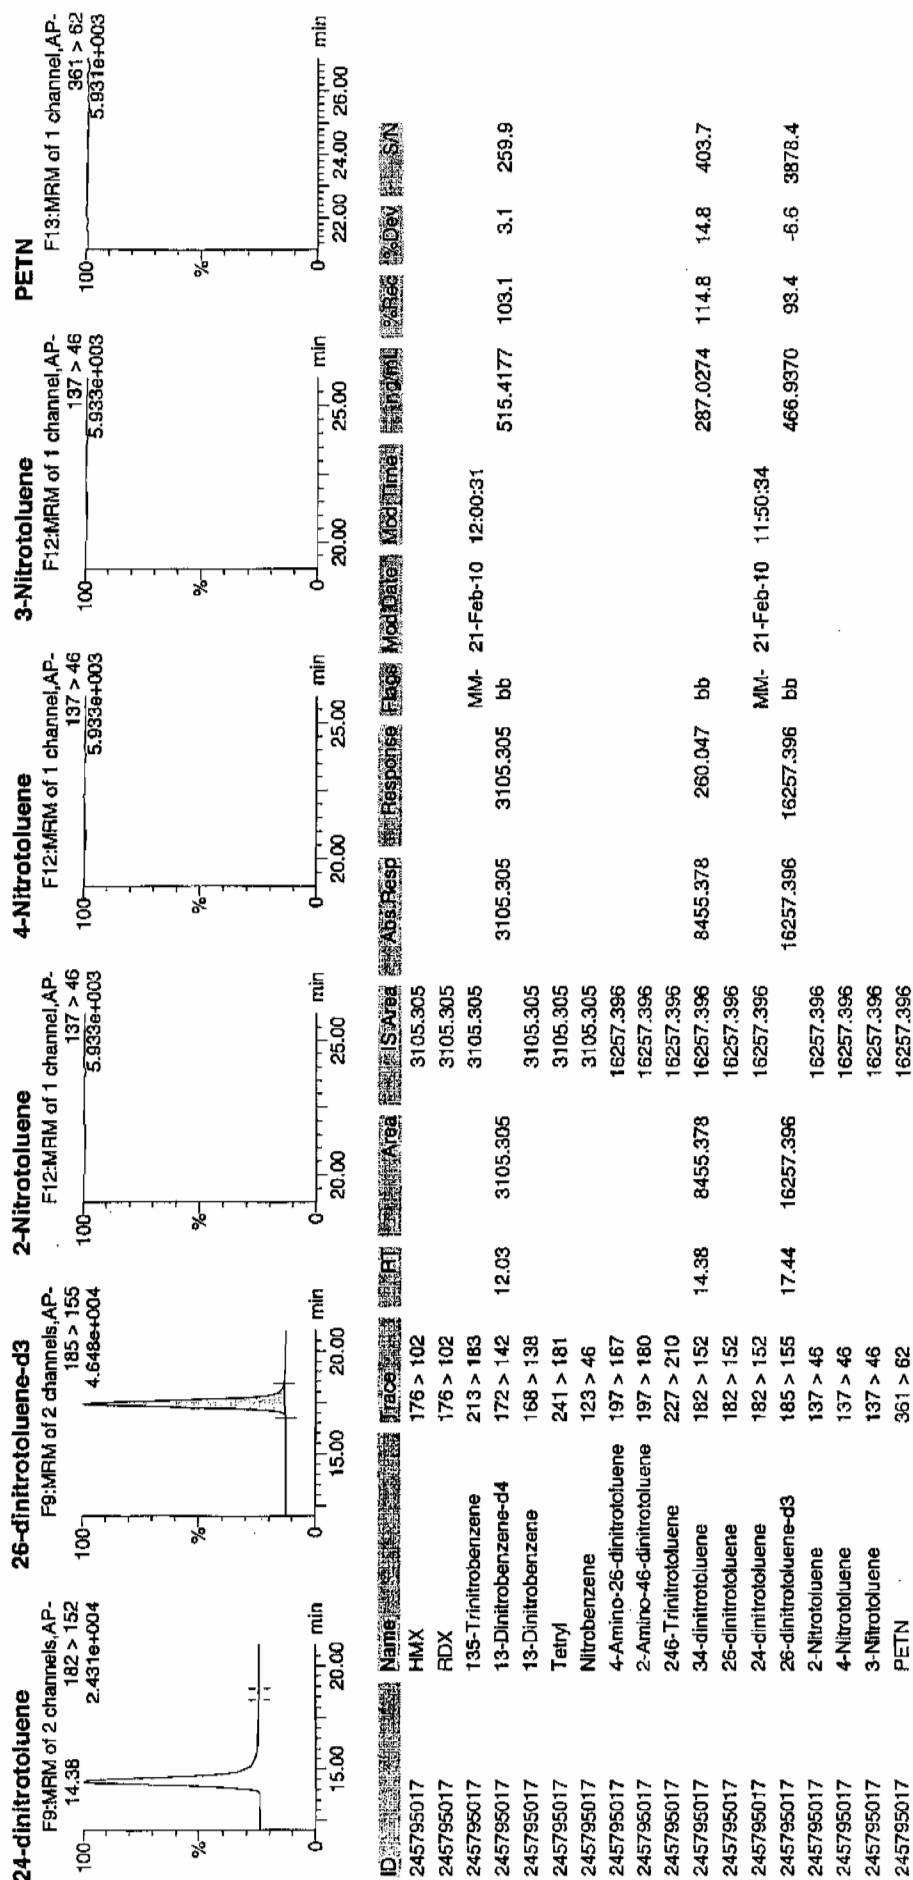 24-dinitrotoluene
F9:MRM of 2 channels,AP-
14.38 182 > 152
2.431e+004
100
%
0
15.00 20.00 min
26-dinitrotoluene-d3
F9:MRM of 2 channels,AP-
185 > 155
4.648e+004
100
%
0
15.00 20.00 min
2-Nitrotoluene
F12:MRM of 1 channel,AP-
137 > 46
5.933e+003
100
%
0
20.00 25.00 min
4-Nitrotoluene
F12:MRM of 1 channel,AP-
137 > 46
5.933e+003
100
%
0
20.00 25.00 min
3-Nitrotoluene
F12:MRM of 1 channel,AP-
137 > 46
5.933e+003
100
%
0
20.00 25.00 min
PETN
F13:MRM of 1 channel,AP-
361 > 62
5.931e+003
100
%
0
22.00 24.00 26.00 min
ID Name Trace RT Area IS Area Abs.Resp Response Flags Mod.Date Mod.Time ng/mL %Rec %Dev S/N
245795017 HMX 176 > 102 3105.305
245795017 RDX 176 > 102 3105.305
245795017 135-Trinitrobenzene 213 > 183 3105.305 MM- 21-Feb-10 12:00:31
245795017 13-Dinitrobenzene-d4 172 > 142 12.03 3105.305 3105.305 3105.305 bb 515.4177 103.1 3.1 259.9
245795017 13-Dinitrobenzene 168 > 138 3105.305
245795017 Tetryl 241 > 181 3105.305
245795017 Nitrobenzene 123 > 46 3105.305
245795017 4-Amino-26-dinitrotoluene 197 > 167 16257.396
245795017 2-Amino-46-dinitrotoluene 197 > 180 16257.396
245795017 246-Trinitrotoluene 227 > 210 16257.396
245795017 34-dinitrotoluene 182 > 152 14.38 8455.378 16257.396 8455.378 260.047 bb 287.0274 114.8 14.8 403.7
245795017 26-dinitrotoluene 182 > 152 16257.396
245795017 24-dinitrotoluene 182 > 152 16257.396 MM- 21-Feb-10 11:50:34
245795017 26-dinitrotoluene-d3 185 > 155 17.44 16257.396 16257.396 16257.396 bb 466.9370 93.4 -6.6 3878.4
245795017 2-Nitrotoluene 137 > 46 16257.396
245795017 4-Nitrotoluene 137 > 46 16257.396
245795017 3-Nitrotoluene 137 > 46 16257.396
245795017 PETN 361 > 62 16257.396